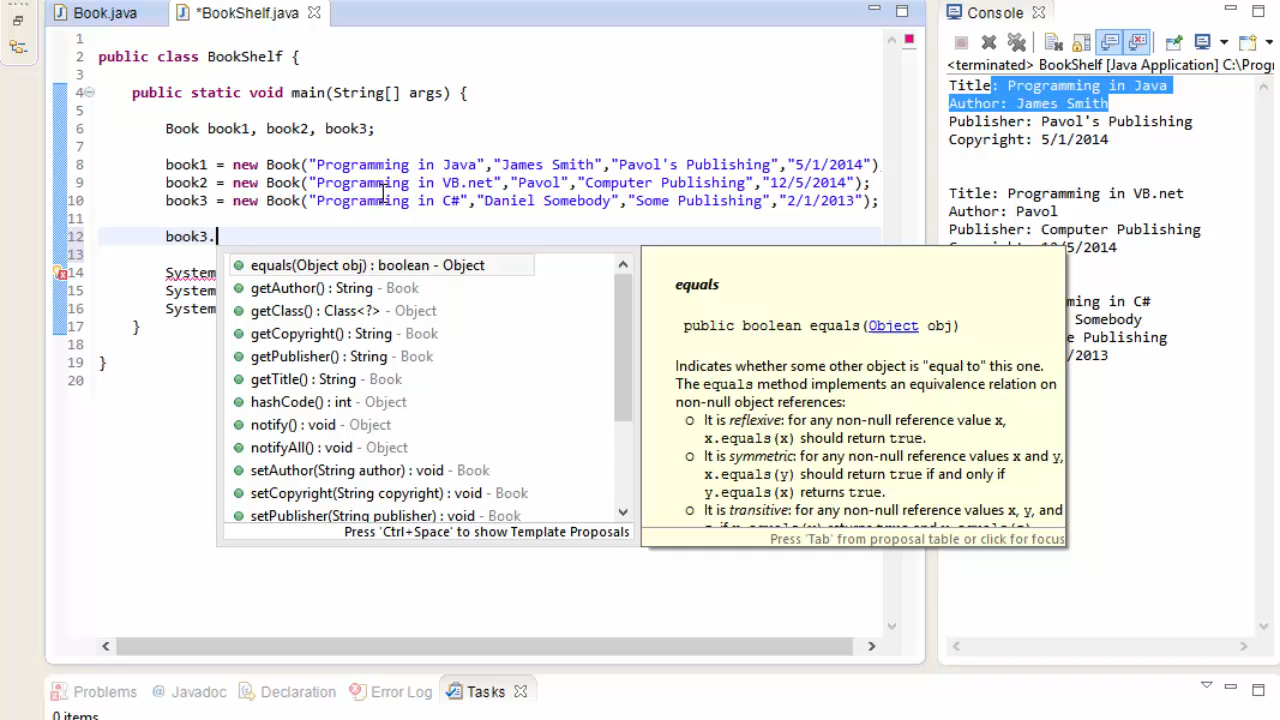 Book.java
*BookShelf.java
1
2 public class BookShelf {
3
4 public static void main(String[] args) {
5
6 Book book1, book2, book3;
7
8 book1 = new Book("Programming in Java","James Smith","Pavol's Publishing","5/1/2014")
9 book2 = new Book("Programming in VB.net","Pavol","Computer Publishing","12/5/2014");
10 book3 = new Book("Programming in C#","Daniel Somebody","Some Publishing","2/1/2013");
11
12 book3.
13
14 System
15 System
16 System
17 }
18
19 }
20
equals(Object obj) : boolean - Object
getAuthor() : String - Book
getClass() : Class<?> - Object
getCopyright() : String - Book
getPublisher() : String - Book
getTitle() : String - Book
hashCode() : int - Object
notify() : void - Object
notifyAll() : void - Object
setAuthor(String author) : void - Book
setCopyright(String copyright) : void - Book
setPublisher(String publisher) : void - Book
Press 'Ctrl+Space' to show Template Proposals
equals
public boolean equals(Object obj)
Indicates whether some other object is "equal to" this one.
The equals method implements an equivalence relation on
non-null object references:
It is reflexive: for any non-null reference value x,
x.equals(x) should return true.
It is symmetric: for any non-null reference values x and y,
x.equals(y) should return true if and only if
y.equals(x) returns true.
It is transitive: for any non-null reference values x, y, and
Press 'Tab' from proposal table or click for focus
Console
<terminated> BookShelf [Java Application] C:\Progr
Title: Programming in Java
Author: James Smith
Publisher: Pavol's Publishing
Copyright: 5/1/2014
Title: Programming in VB.net
Author: Pavol
Publisher: Computer Publishing
ming in C#
Somebody
e Publishing
/2013
Problems
@ Javadoc
Declaration
Error Log
Tasks
0 items